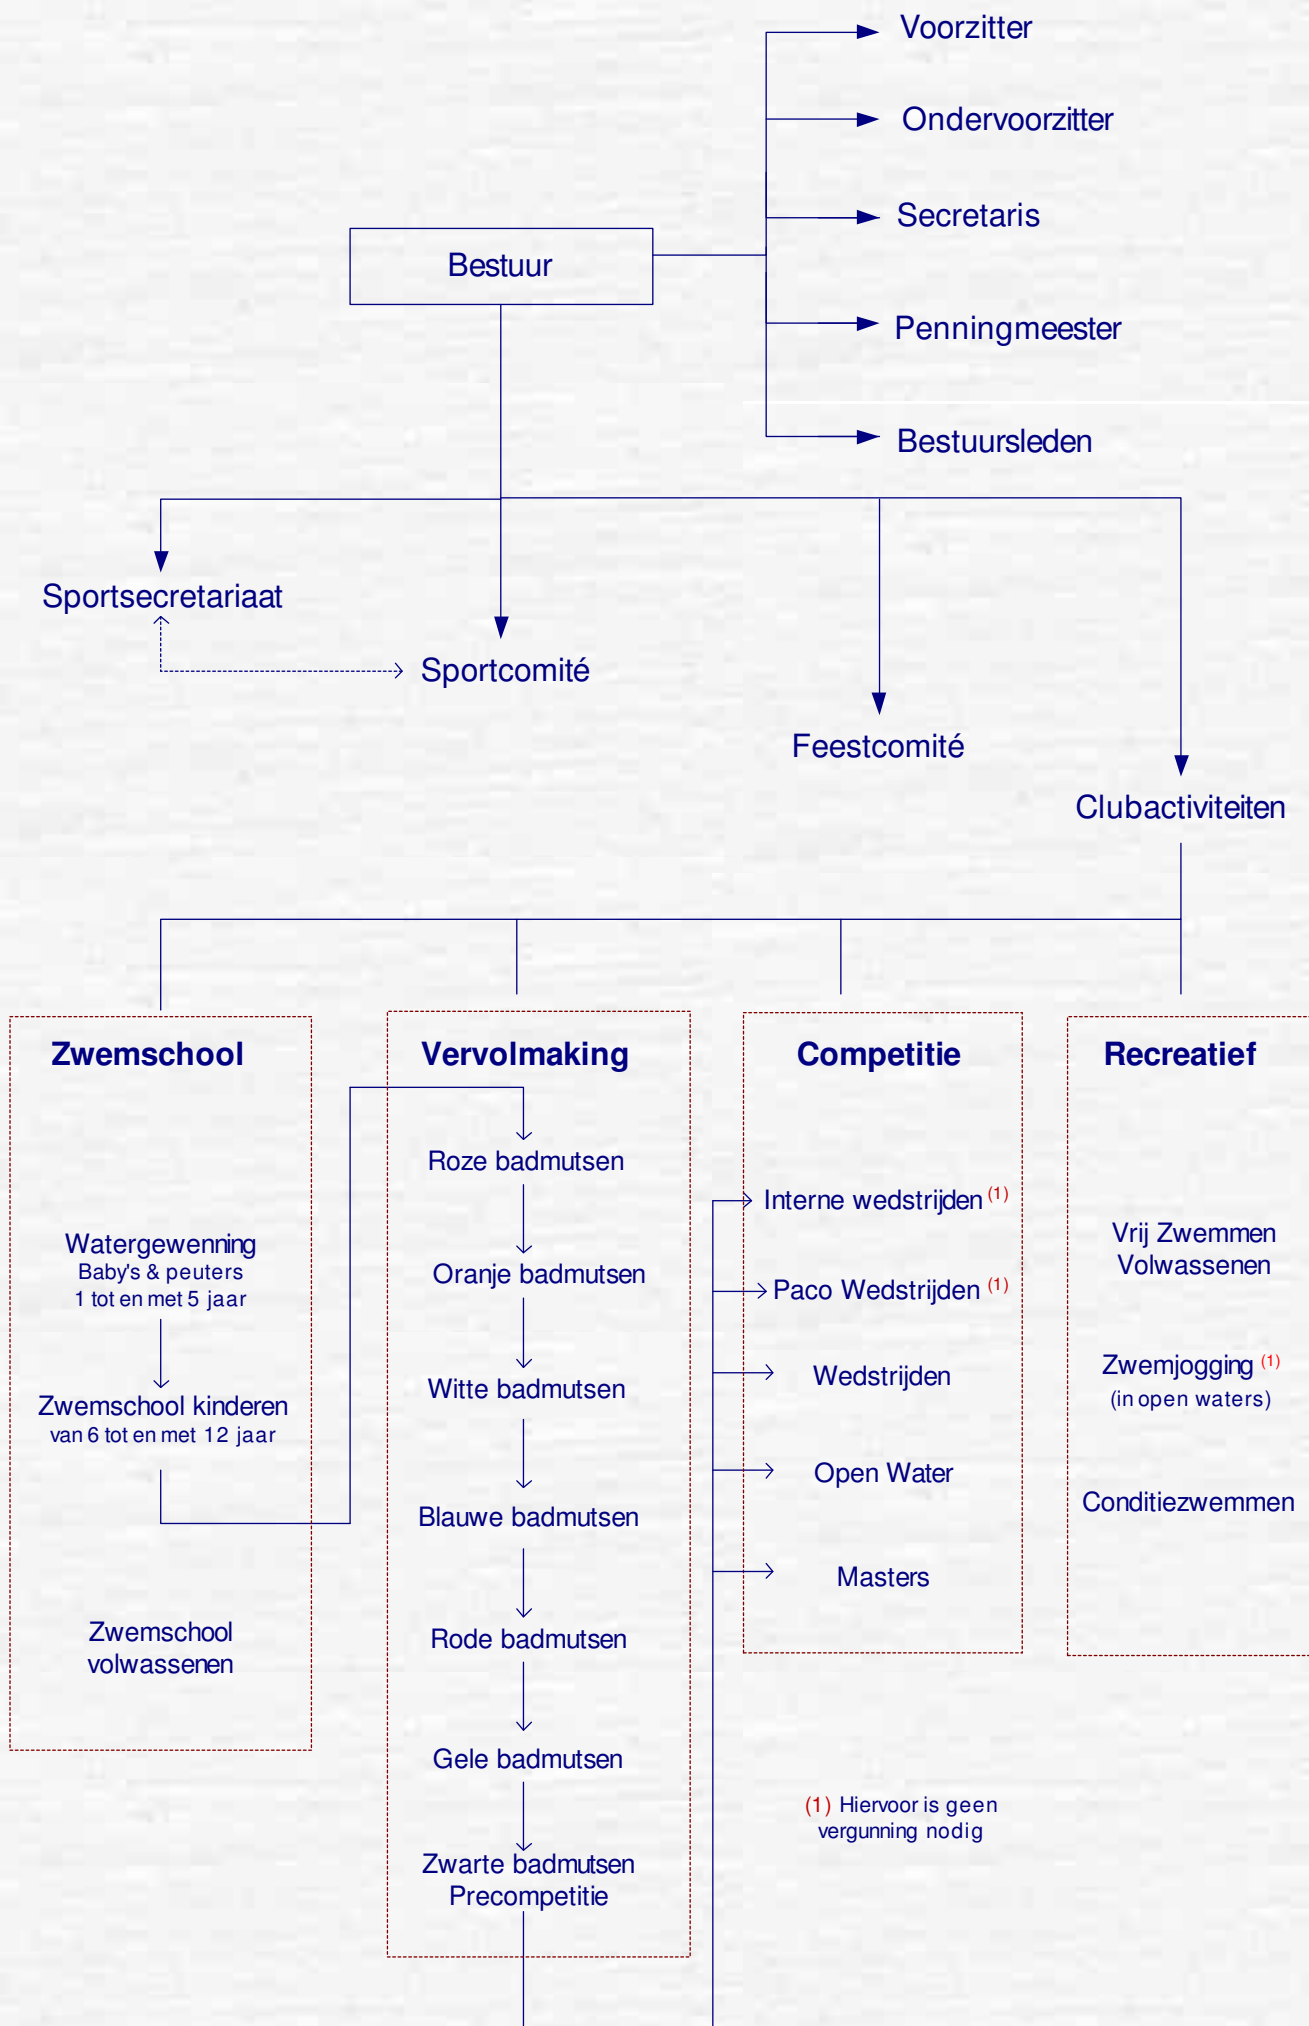 Voorzitter
Ondervoorzitter
Secretaris
Bestuur
Penningmeester
Bestuursleden
Sportsecretariaat
Sportcomité
Feestcomité
Clubactiviteiten
Zwemschool
Watergewenning
Baby's & peuters
1 tot en met 5 jaar
Zwemschool kinderen
van 6 tot en met 12 jaar
Zwemschool
volwassenen
Vervolmaking
Roze badmutsen
Oranje badmutsen
Witte badmutsen
Blauwe badmutsen
Rode badmutsen
Gele badmutsen
Zwarte badmutsen
Precompetitie
Competitie
Interne wedstrijden (1)
Paco Wedstrijden (1)
Wedstrijden
Open Water
Masters
Recreatief
Vrij Zwemmen
Volwassenen
Zwemjogging (1)
(in open waters)
Conditiezwemmen
(1) Hiervoor is geen
vergunning nodig